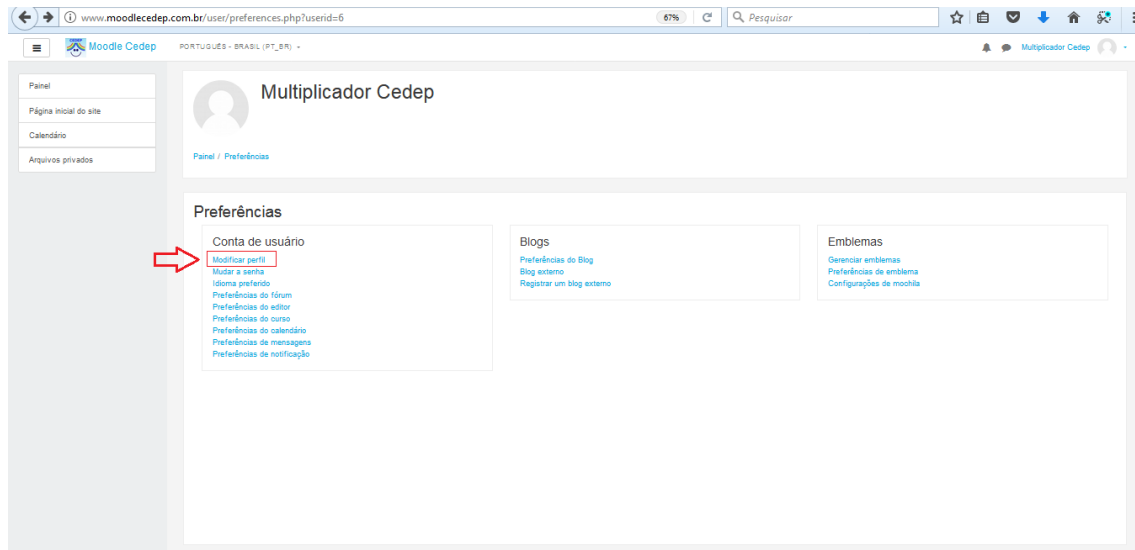 www.moodlecedep.com.br/user/preferences.php?userid=6
67%
Pesquisar
Moodle Cedep
PORTUGUÊS - BRASIL (PT_BR)
Multiplicador Cedep
Painel
Página inicial do site
Calendário
Arquivos privados
Multiplicador Cedep
Painel / Preferências
Preferências
Conta de usuário
Modificar perfil
Mudar a senha
Idioma preferido
Preferências do fórum
Preferências do editor
Preferências do curso
Preferências do calendário
Preferências de mensagens
Preferências de notificação
Blogs
Preferências do Blog
Blog externo
Registrar um blog externo
Emblemas
Gerenciar emblemas
Preferências de emblema
Configurações de mochila